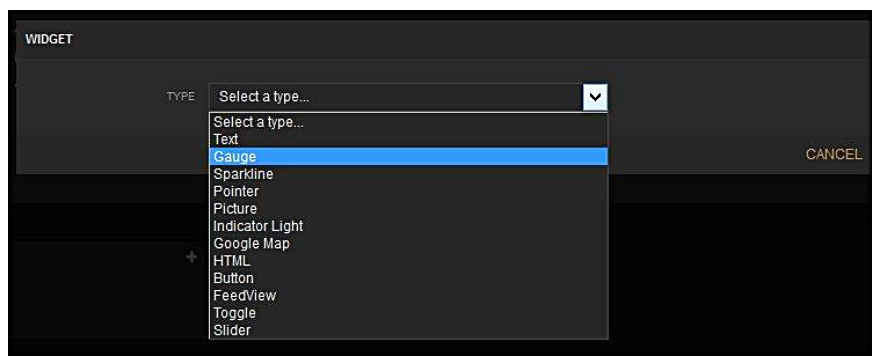 WIDGET
TYPE Select a type...
Select a type...
Text
Gauge
Sparkline
Pointer
Picture
Indicator Light
Google Map
HTML
Button
FeedView
Toggle
Slider
CANCEL